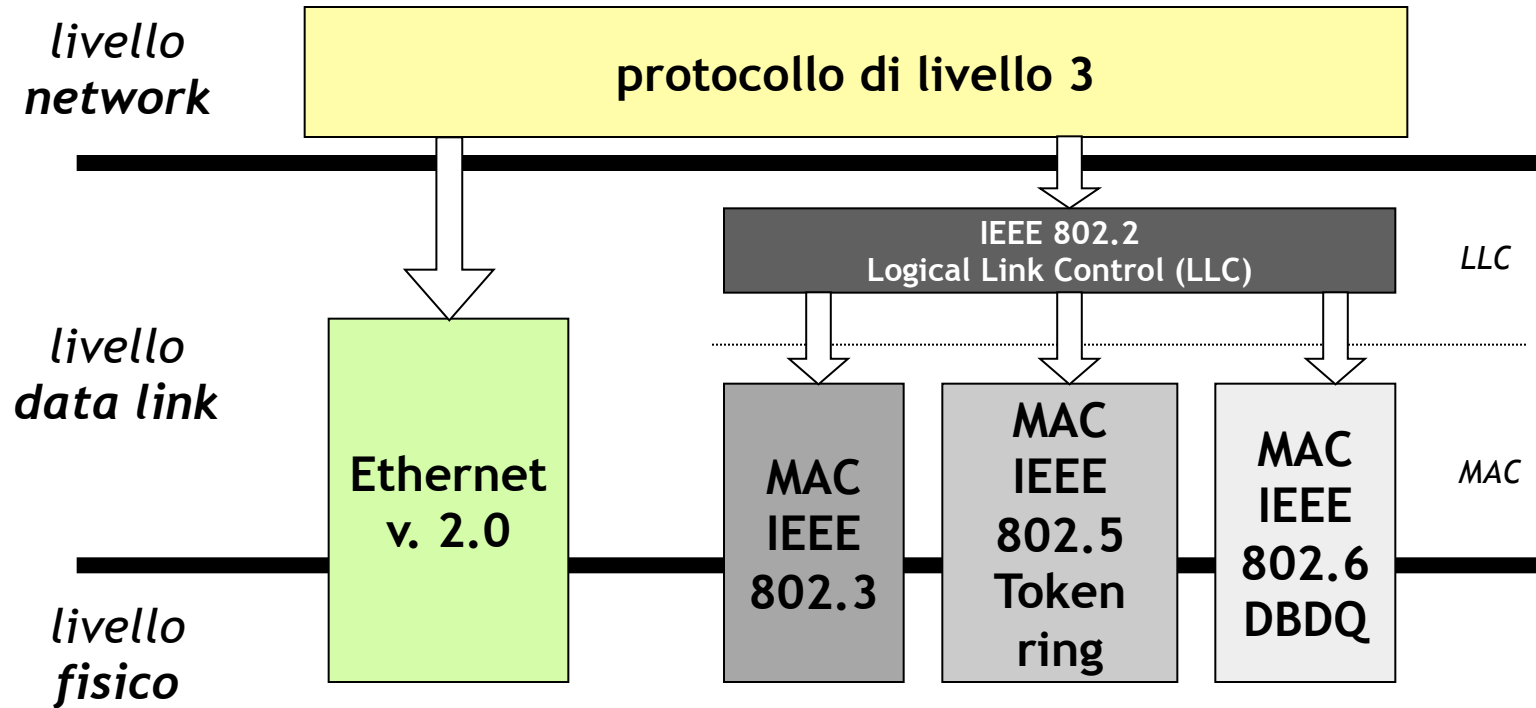 livello
network
protocollo di livello 3
IEEE 802.2
Logical Link Control (LLC)
LLC
livello
data link
Ethernet
v. 2.0
MAC
IEEE
802.3
MAC
IEEE
802.5
Token
ring
MAC
IEEE
802.6
DBDQ
MAC
livello
fisico